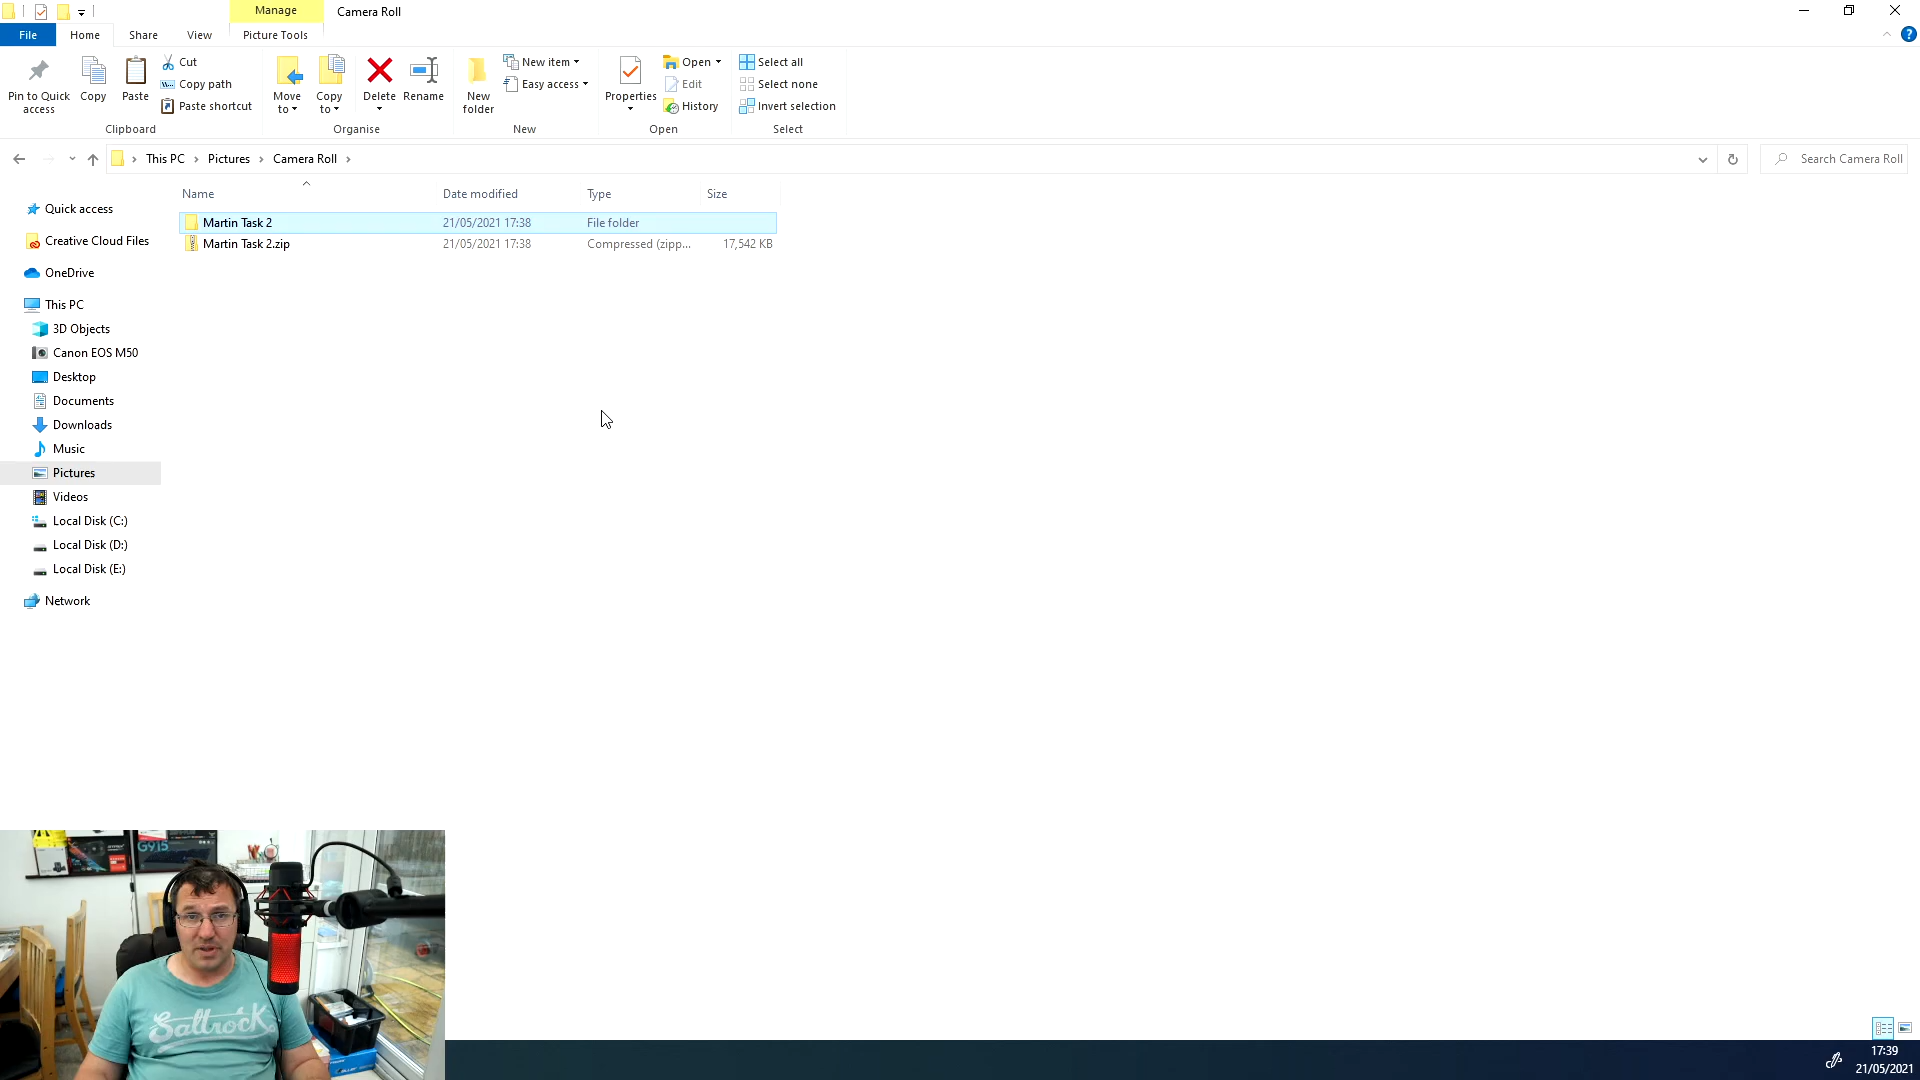 Manage
Camera Roll
File
Home
Share
View
Picture Tools
Pin to Quick access
Copy
Paste
Cut
Copy path
Paste shortcut
Clipboard
Move to
Copy to
Delete
Rename
Organise
New folder
New item
Easy access
New
Properties
Open
Edit
History
Open
Select all
Select none
Invert selection
Select
This PC > Pictures > Camera Roll >
Search Camera Roll
Name Date modified Type Size
Martin Task 2 21/05/2021 17:38 File folder
Martin Task 2.zip 21/05/2021 17:38 Compressed (zipp... 17,542 KB
Quick access
Creative Cloud Files
OneDrive
This PC
3D Objects
Canon EOS M50
Desktop
Documents
Downloads
Music
Pictures
Videos
Local Disk (C:)
Local Disk (D:)
Local Disk (E:)
Network
G915
Saltrock
17:39
21/05/2021